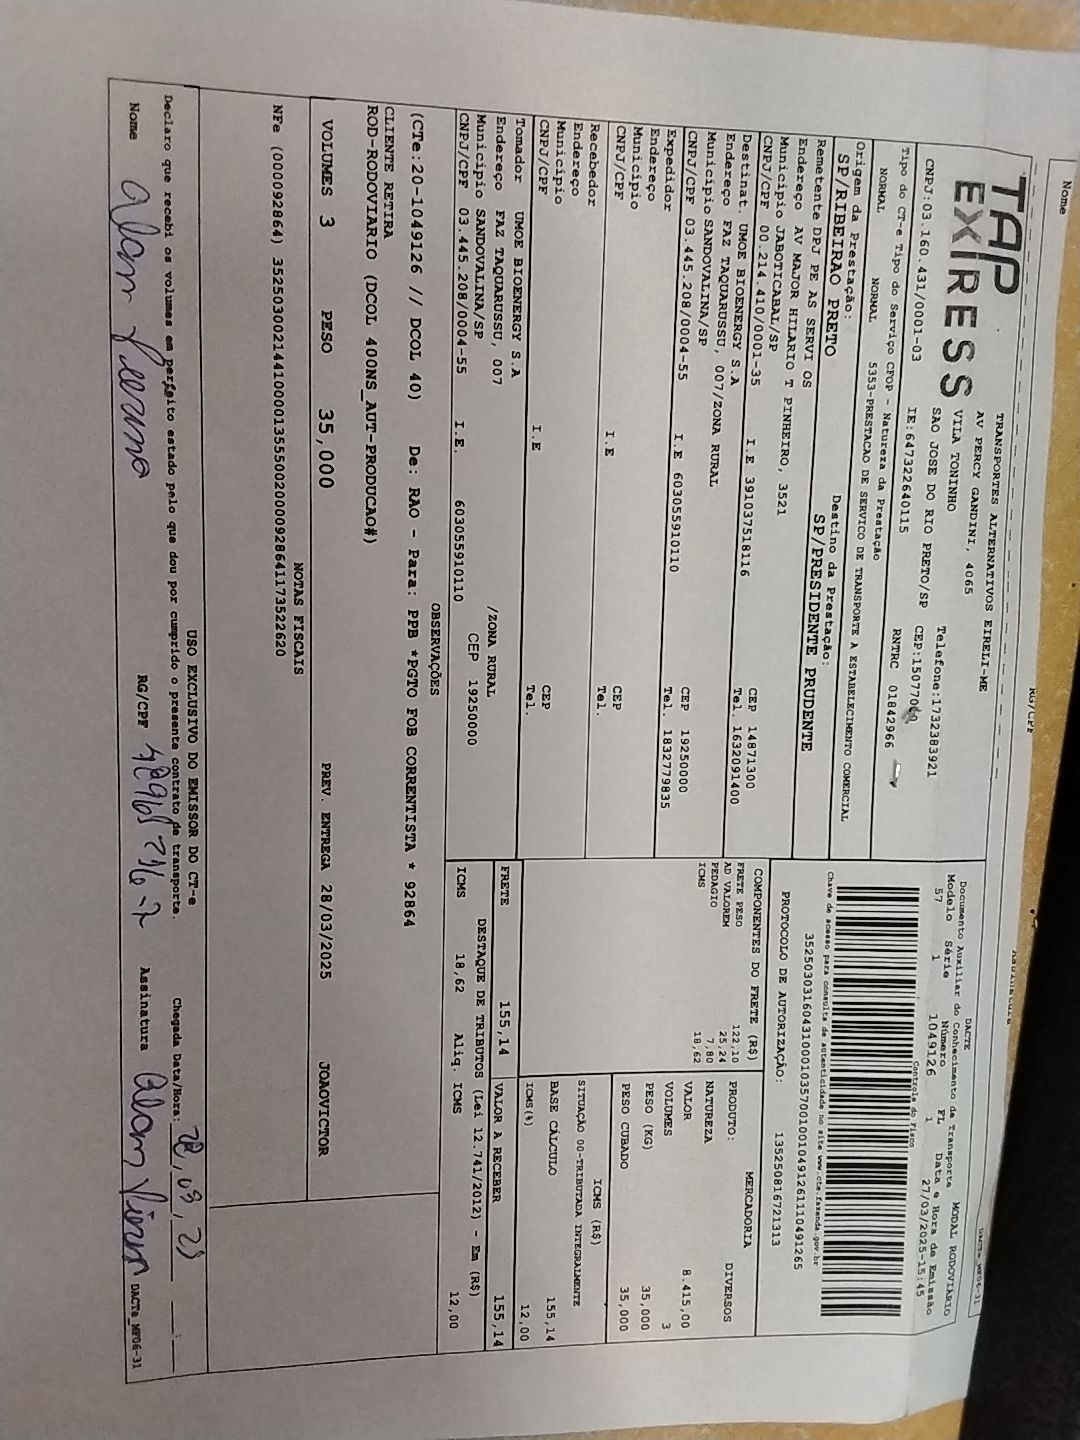 Nome
RG/CPF
DACTe_MF06-31
TAP
EXPRESS
TRANSPORTES ALTERNATIVOS EIRELI-ME
AV PERCY GANDINI, 4065
VILA TONINHO
SAO JOSE DO RIO PRETO/SP
Telefone:1732383921
CNPJ:03.160.431/0001-03
IE:647322640115
CEP:15077000
RNTRC 01842966
Tipo do CT-e Tipo do Serviço CFOP - Natureza da Prestação
NORMAL NORMAL 5353-PRESTACAO DE SERVICO DE TRANSPORTE A ESTABELECIMENTO COMERCIAL
Origem da Prestação: Destino da Prestação:
SP/RIBEIRAO PRETO SP/PRESIDENTE PRUDENTE
Remetente DPJ PE AS SERVI OS
Endereço AV MAJOR HILARIO T PINHEIRO, 3521
Município JABOTICABAL/SP CEP 14871300
CNPJ/CPF 00.214.410/0001-35 I.E 391037518116 Tel. 1632091400
Destinat. UMOE BIOENERGY S.A
Endereço FAZ TAQUARUSSU, 007/ZONA RURAL
Município SANDOVALINA/SP CEP 19250000
CNPJ/CPF 03.445.208/0004-55 I.E 603055910110 Tel. 1832779835
Expedidor
Endereço
Município CEP
CNPJ/CPF I.E Tel.
Recebedor
Endereço
Município CEP
CNPJ/CPF I.E Tel.
Tomador UMOE BIOENERGY S.A
Endereço FAZ TAQUARUSSU, 007 /ZONA RURAL
Município SANDOVALINA/SP CEP 19250000
CNPJ/CPF 03.445.208/0004-55 I.E. 603055910110
DACTE MODAL RODOVIÁRIO
Documento Auxiliar do Conhecimento de Transporte
Modelo Série Número FL Data e Hora de Emissão
57 1 1049126 1 27/03/2025-15:45
Controle do Fisco
Chave de acesso para consulta de autenticidade no site www.cte.fazenda.gov.br
35250303160431000103570010010491261110491265
PROTOCOLO DE AUTORIZAÇÃO: 135250816721313
COMPONENTES DO FRETE (R$)
FRETE PESO 122,10
AD VALOREM 25,24
PEDAGIO 7,80
ICMS 18,62
MERCADORIA
PRODUTO: DIVERSOS
NATUREZA
VALOR 8.415,00
VOLUMES 3
PESO (KG) 35,000
PESO CUBADO 35,000
ICMS (R$)
SITUAÇÃO 00-TRIBUTADA INTEGRALMENTE
BASE CÁLCULO 155,14
ICMS(%) 12,00
FRETE 155,14 VALOR A RECEBER 155,14
DESTAQUE DE TRIBUTOS (Lei 12.741/2012) - Em (R$)
ICMS 18,62 Aliq. ICMS 12,00
OBSERVAÇÕES
(CTe:20-1049126 // DCOL 40) De: RAO - Para: PPB *PGTO FOB CORRENTISTA * 92864
CLIENTE RETIRA
ROD-RODOVIARIO (DCOL 400NS_AUT-PRODUCAO#)
VOLUMES 3 PESO 35,000 PREV. ENTREGA 28/03/2025 JOAOVICTOR
NOTAS FISCAIS
NFe (000092864) 35250300214410000135550020000928641173522620
USO EXCLUSIVO DO EMISSOR DO CT-e
Declaro que recebi os volumes em perfeito estado pelo que dou por cumprido o presente contrato de transporte.
Chegada Data/Hora:
Nome RG/CPF Assinatura
DACTe_MF06-31